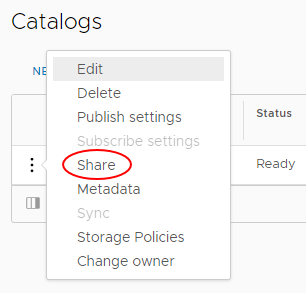 Catalogs
NE
Edit
Delete
Publish settings
Subscribe settings
Share
Metadata
Sync
Storage Policies
Change owner
Status
Ready